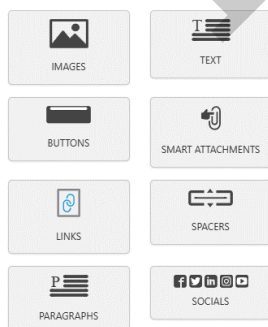 IMAGES
T
TEXT
BUTTONS
SMART ATTACHMENTS
LINKS
SPACERS
P
PARAGRAPHS
SOCIALS